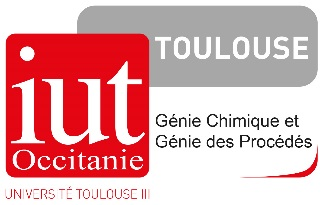 TOULOUSE
iut
Occitanie
Génie Chimique et
Génie des Procédés
UNIVERSITÉ TOULOUSE III